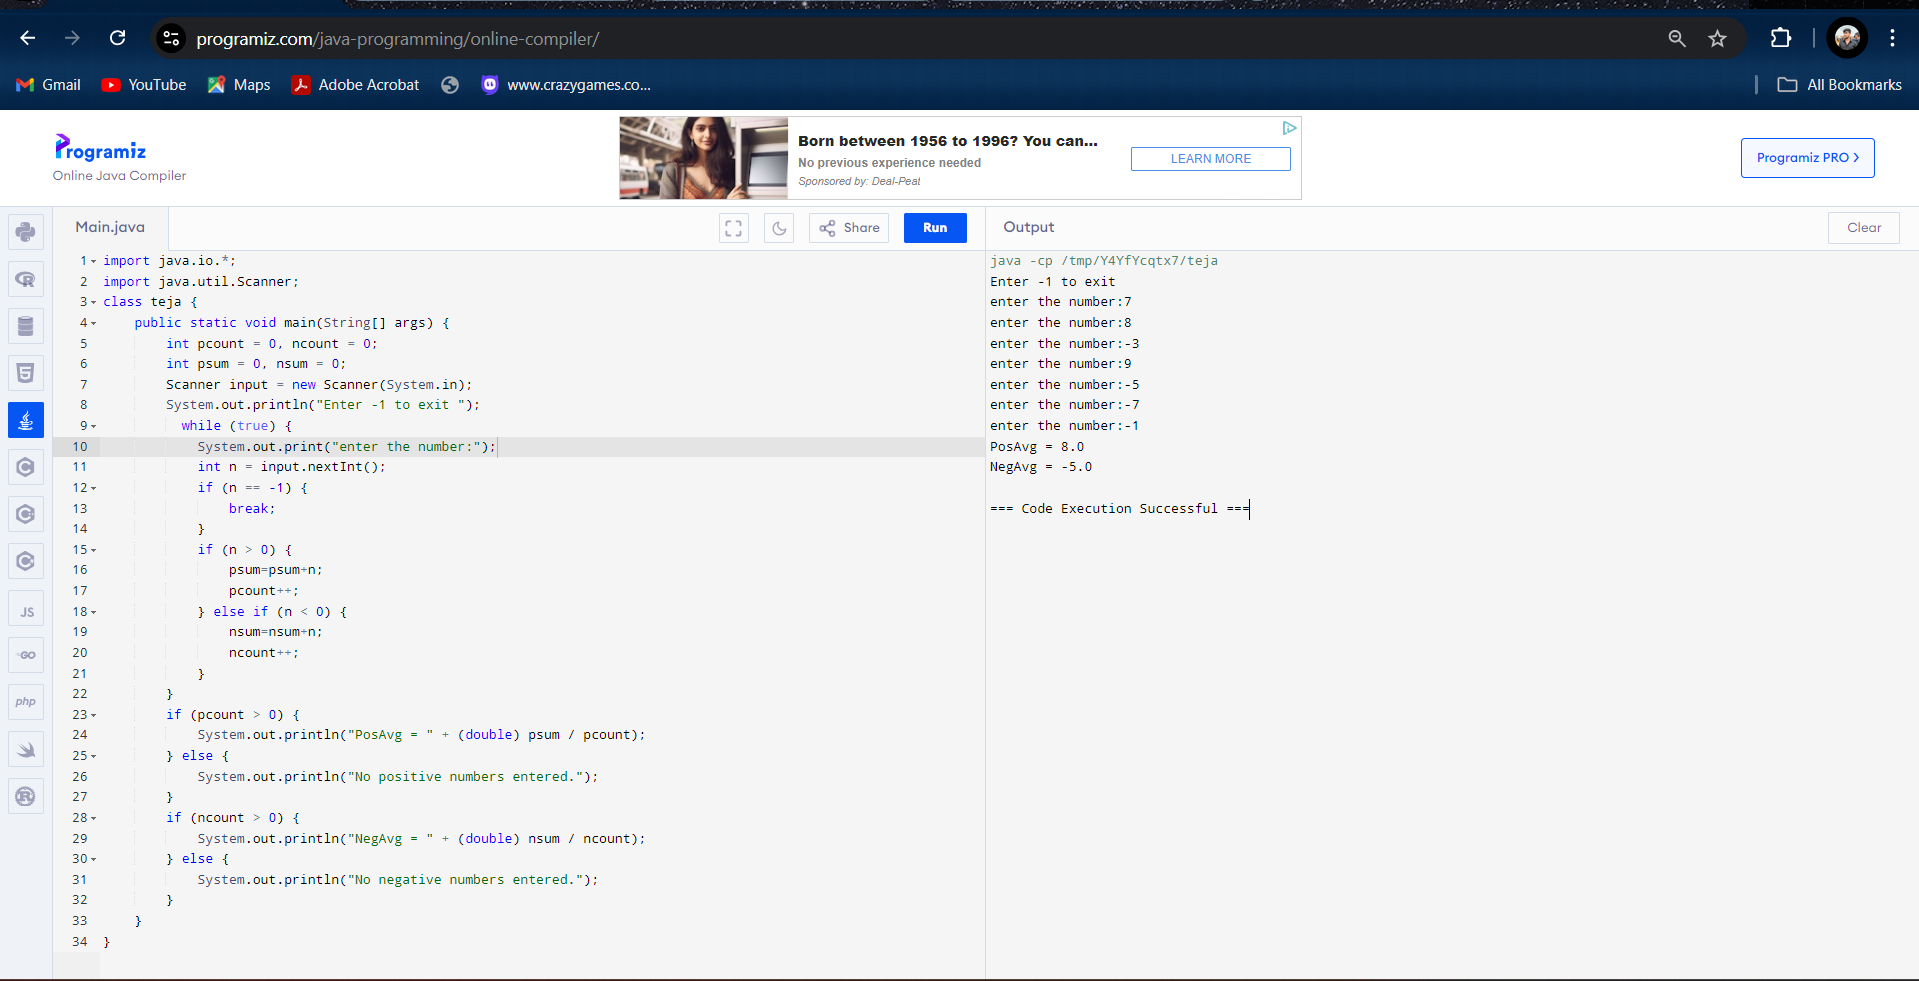 programiz.com/java-programming/online-compiler/
Gmail YouTube Maps Adobe Acrobat www.crazygames.co... All Bookmarks
Programiz
Online Java Compiler
Born between 1956 to 1996? You can...
No previous experience needed
Sponsored by: Deal-Peat
LEARN MORE
Programiz PRO >
Main.java Share Run Output Clear
1 import java.io.*;
2 import java.util.Scanner;
3 class teja {
4 public static void main(String[] args) {
5 int pcount = 0, ncount = 0;
6 int psum = 0, nsum = 0;
7 Scanner input = new Scanner(System.in);
8 System.out.println("Enter -1 to exit ");
9 while (true) {
10 System.out.print("enter the number:");
11 int n = input.nextInt();
12 if (n == -1) {
13 break;
14 }
15 if (n > 0) {
16 psum=psum+n;
17 pcount++;
18 } else if (n < 0) {
19 nsum=nsum+n;
20 ncount++;
21 }
22 }
23 if (pcount > 0) {
24 System.out.println("PosAvg = " + (double) psum / pcount);
25 } else {
26 System.out.println("No positive numbers entered.");
27 }
28 if (ncount > 0) {
29 System.out.println("NegAvg = " + (double) nsum / ncount);
30 } else {
31 System.out.println("No negative numbers entered.");
32 }
33 }
34 }
java -cp /tmp/Y4YfYcqtx7/teja
Enter -1 to exit
enter the number:7
enter the number:8
enter the number:-3
enter the number:9
enter the number:-5
enter the number:-7
enter the number:-1
PosAvg = 8.0
NegAvg = -5.0
=== Code Execution Successful ===
R
5
C
C
C
JS
GO
php
R